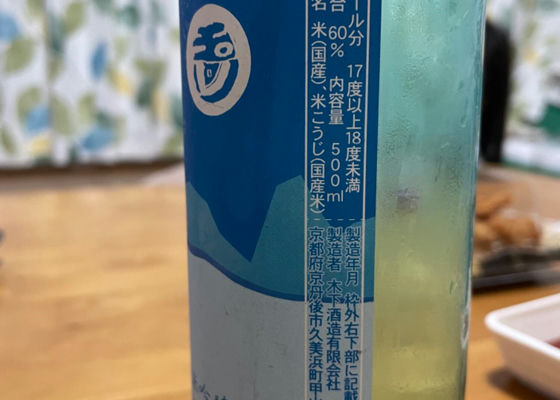 ール分 17度以上18度未満
合 60% 内容量 500ml
名 米(国産)、米こうじ(国産米)
製造年月 枠外右下部に記載
製造者 木下酒造有限会社
京都府京丹後市久美浜町甲山